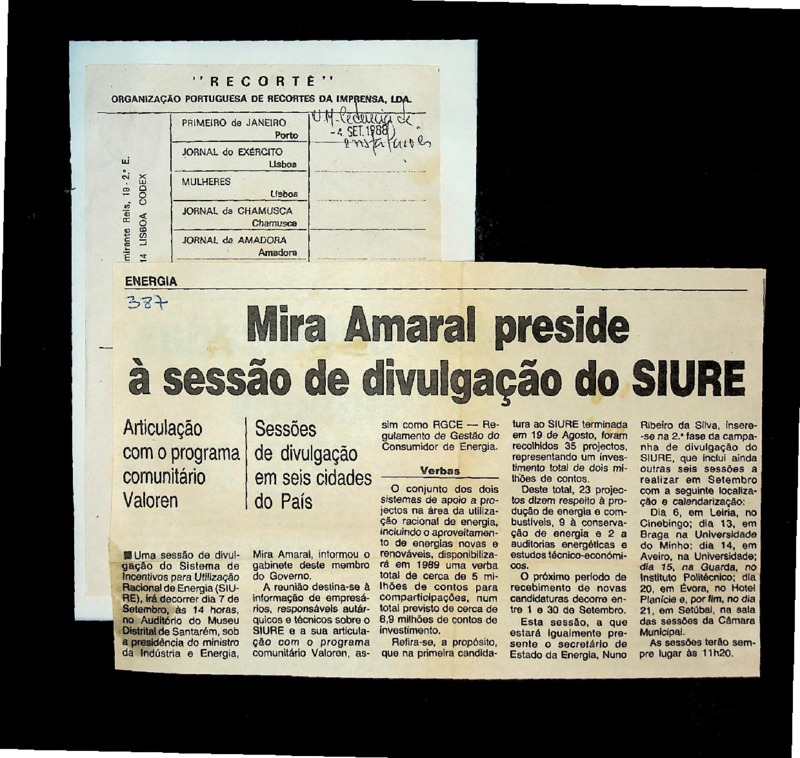 "RECORTE"
ORGANIZAÇÃO PORTUGUESA DE RECORTES DA IMPRENSA, LDA.
PRIMEIRO de JANEIRO
Porto
- 4 SET. 1988
JORNAL do EXÉRCITO
Lisboa
MULHERES
Lisboa
JORNAL da CHAMUSCA
Chamusca
JORNAL da AMADORA
Amadora
mirante Reis, 19-2.º E.
14 LISBOA CODEX
ENERGIA
387
Mira Amaral preside
à sessão de divulgação do SIURE
Articulação
com o programa
comunitário
Valoren
Sessões
de divulgação
em seis cidades
do País
Uma sessão de divul-
gação do Sistema de
Incentivos para Utilização
Racional de Energia (SIU-
RE), irá decorrer dia 7 de
Setembro, às 14 horas,
no Auditório do Museu
Distrital de Santarém, sob
a presidência do ministro
da Indústria e Energia,
Mira Amaral, informou o
gabinete deste membro
do Governo.
A reunião destina-se à
informação de empresá-
rios, responsáveis autár-
quicos e técnicos sobre o
SIURE e a sua articula-
ção com o programa
comunitário Valoren, as-
sim como RGCE — Re-
gulamento de Gestão do
Consumidor de Energia.
Verbas
O conjunto dos dois
sistemas de apoio a pro-
jectos na área da utiliza-
ção racional de energia,
incluindo o aproveitamen-
to de energias novas e
renováveis, disponibiliza-
rá em 1989 uma verba
total de cerca de 5 mi-
lhões de contos para
comparticipações, num
total previsto de cerca de
8,9 milhões de contos de
investimento.
Refira-se, a propósito,
que na primeira candida-
tura ao SIURE terminada
em 19 de Agosto, foram
recolhidos 35 projectos,
representando um inves-
timento total de dois mi-
lhões de contos.
Deste total, 23 projec-
tos dizem respeito à pro-
dução de energia e com-
bustíveis, 9 à conserva-
ção de energia e 2 a
auditorias energéticas e
estudos técnico-económi-
cos.
O próximo período de
recebimento de novas
candidaturas decorre en-
tre 1 e 30 de Setembro.
Esta sessão, a que
estará igualmente pre-
sente o secretário de
Estado da Energia, Nuno
Ribeiro da Silva, insere-
-se na 2.ª fase da campa-
nha de divulgação do
SIURE, que inclui ainda
outras seis sessões a
realizar em Setembro
com a seguinte localiza-
ção e calendarização:
Dia 6, em Leiria, no
Cinebingo; dia 13, em
Braga na Universidade
do Minho; dia 14, em
Aveiro, na Universidade;
dia 15, na Guarda, no
Instituto Politécnico; dia
20, em Évora, no Hotel
Planície e, por fim, no dia
21, em Setúbal, na sala
das sessões da Câmara
Municipal.
As sessões terão sem-
pre lugar às 11h20.